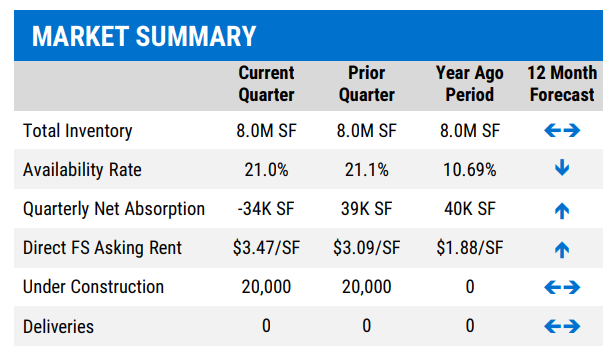 MARKET SUMMARY
Current Quarter Prior Quarter Year Ago Period 12 Month Forecast
Total Inventory 8.0M SF 8.0M SF 8.0M SF
Availability Rate 21.0% 21.1% 10.69%
Quarterly Net Absorption -34K SF 39K SF 40K SF
Direct FS Asking Rent $3.47/SF $3.09/SF $1.88/SF
Under Construction 20,000 20,000 0
Deliveries 0 0 0